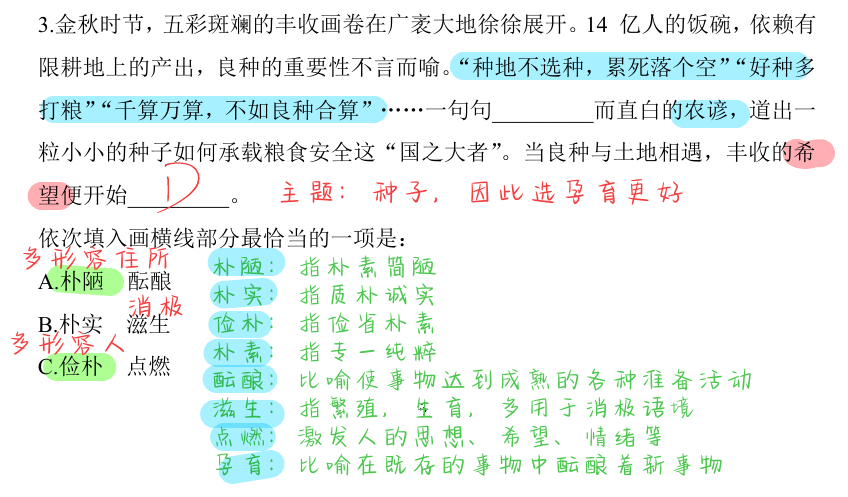 3.金秋时节，五彩斑斓的丰收画卷在广袤大地徐徐展开。14 亿人的饭碗，依赖有
限耕地上的产出，良种的重要性不言而喻。“种地不选种，累死落个空”“好种多
打粮”“千算万算，不如良种合算”……一句句_________而直白的农谚，道出一
粒小小的种子如何承载粮食安全这“国之大者”。当良种与土地相遇，丰收的希
望便开始_________。 D 主题：种子，因此选孕育更好
依次填入画横线部分最恰当的一项是：
多形容住所
朴陋：指朴素简陋
A.朴陋 酝酿
朴实：指质朴诚实
消极
B.朴实 滋生
俭朴：指俭省朴素
多形容人
朴素：指专一纯粹
C.俭朴 点燃
酝酿：比喻使事物达到成熟的各种准备活动
滋生：指繁殖，生育，多用于消极语境
点燃：激发人的思想、希望、情绪等
孕育：比喻在既存的事物中酝酿着新事物